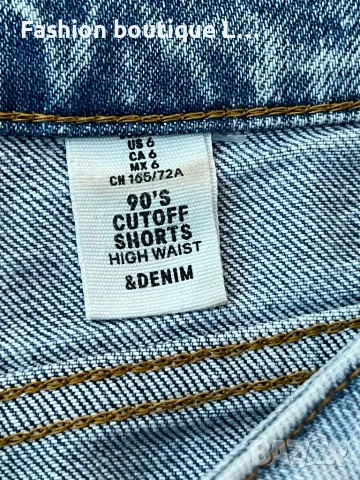 Fashion boutique L...
US 6
CA 6
MX 6
CN 165/72A
90'S
CUTOFF
SHORTS
HIGH WAIST
&DENIM